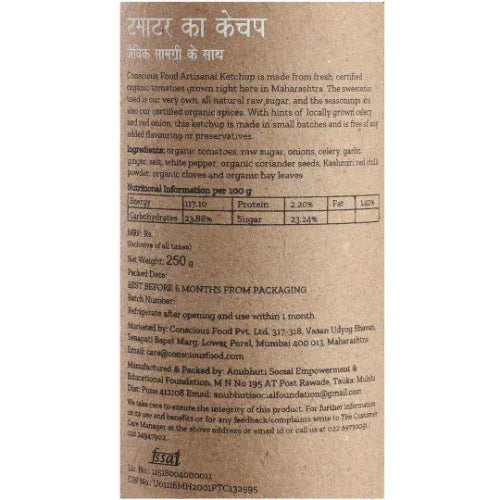 टमाटर का केचप
जैविक सामग्री के साथ
Conscious Food Artisanal Ketchup is made from fresh, certified
organic tomatoes grown right here in Maharashtra. The sweetener
used is our very own, all-natural raw sugar, and the seasonings are
also our certified organic spices. With hints of locally grown celery
and red onion, this ketchup is made in small batches and is free of any
added flavouring or preservatives.
Ingredients: organic tomatoes, raw sugar, onions, celery, garlic,
ginger, salt, white pepper, organic coriander seeds, Kashmiri red chili
powder, organic cloves and organic bay leaves
Nutritional Information per 100 g
Energy 117.10 Protein 2.20% Fat
Carbohydrates 23.88% Sugar 23.24%
MRP: Rs.
(Inclusive of all taxes)
Net Weight: 250 g
Packed Date:
BEST BEFORE 6 MONTHS FROM PACKAGING
Batch Number:
Refrigerate after opening and use within 1 month.
Marketed by: Conscious Food Pvt. Ltd. 317-318, Vasan Udyog Bhavan,
Senapati Bapat Marg, Lower Parel, Mumbai 400 013, Maharashtra
Email: care@consciousfood.com
Manufactured & Packed by: Anubhuti Social Empowerment &
Educational Foundation, M N No 195 AT Post Rawade, Tauka: Mulshi
Dist: Pune 412108 Email: anubhutisocialfoundation@gmail.com
We take care to ensure the integrity of this product. For further information
on its use and benefits or for any feedback/complaints write to The Customer
Care Manager at the above address or email id or call us at 022 49731031
out 24947902.
fssai
Lic. No.: 11518004000011
CIN No: U01116MH2001PTC132595